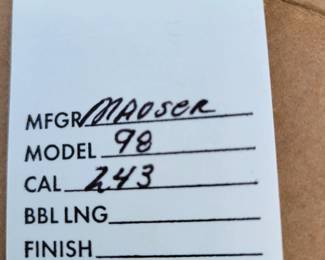 MFGR Mauser
MODEL 98
CAL 243
BBL LNG
FINISH